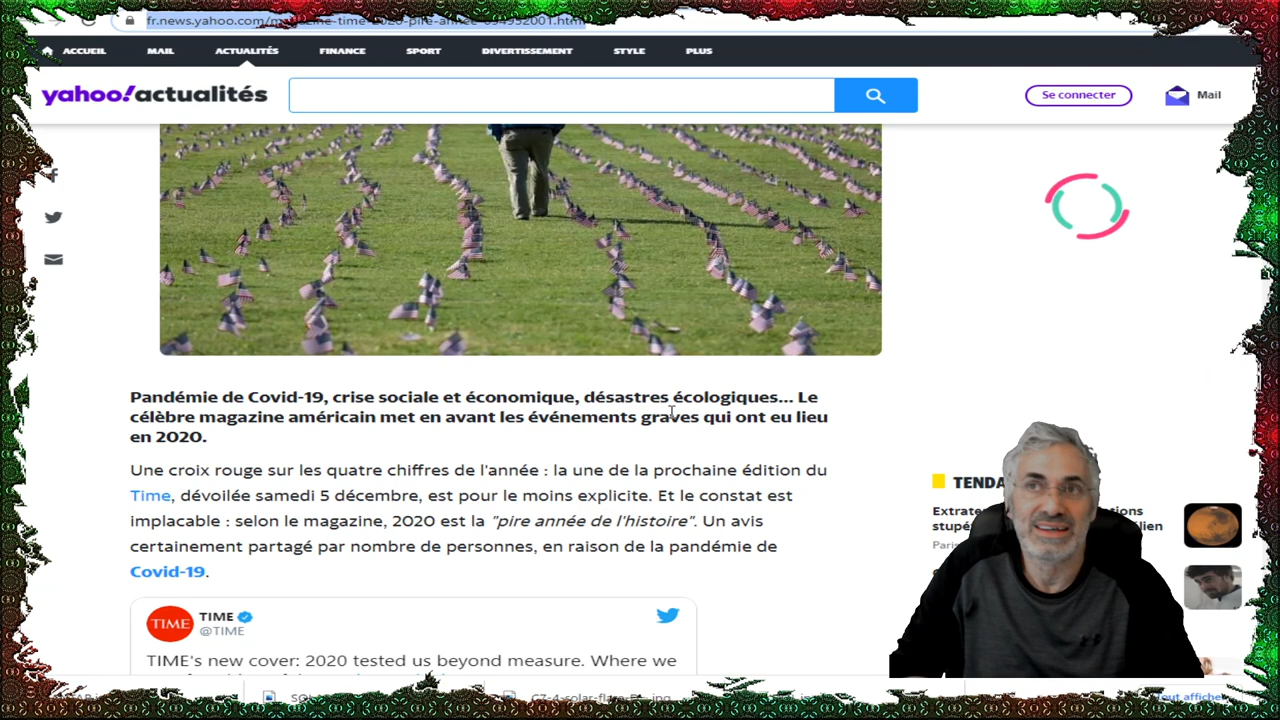 fr.news.yahoo.com/
ACCUEIL MAIL ACTUALITÉS FINANCE SPORT DIVERTISSEMENT STYLE PLUS
yahoo!actualités
Se connecter
Mail
Pandémie de Covid-19, crise sociale et économique, désastres écologiques... Le
célèbre magazine américain met en avant les événements graves qui ont eu lieu
en 2020.
Une croix rouge sur les quatre chiffres de l'année : la une de la prochaine édition du
Time, dévoilée samedi 5 décembre, est pour le moins explicite. Et le constat est
implacable : selon le magazine, 2020 est la "pire année de l'histoire". Un avis
certainement partagé par nombre de personnes, en raison de la pandémie de
Covid-19.
TIME
TIME
@TIME
TIME's new cover: 2020 tested us beyond measure. Where we